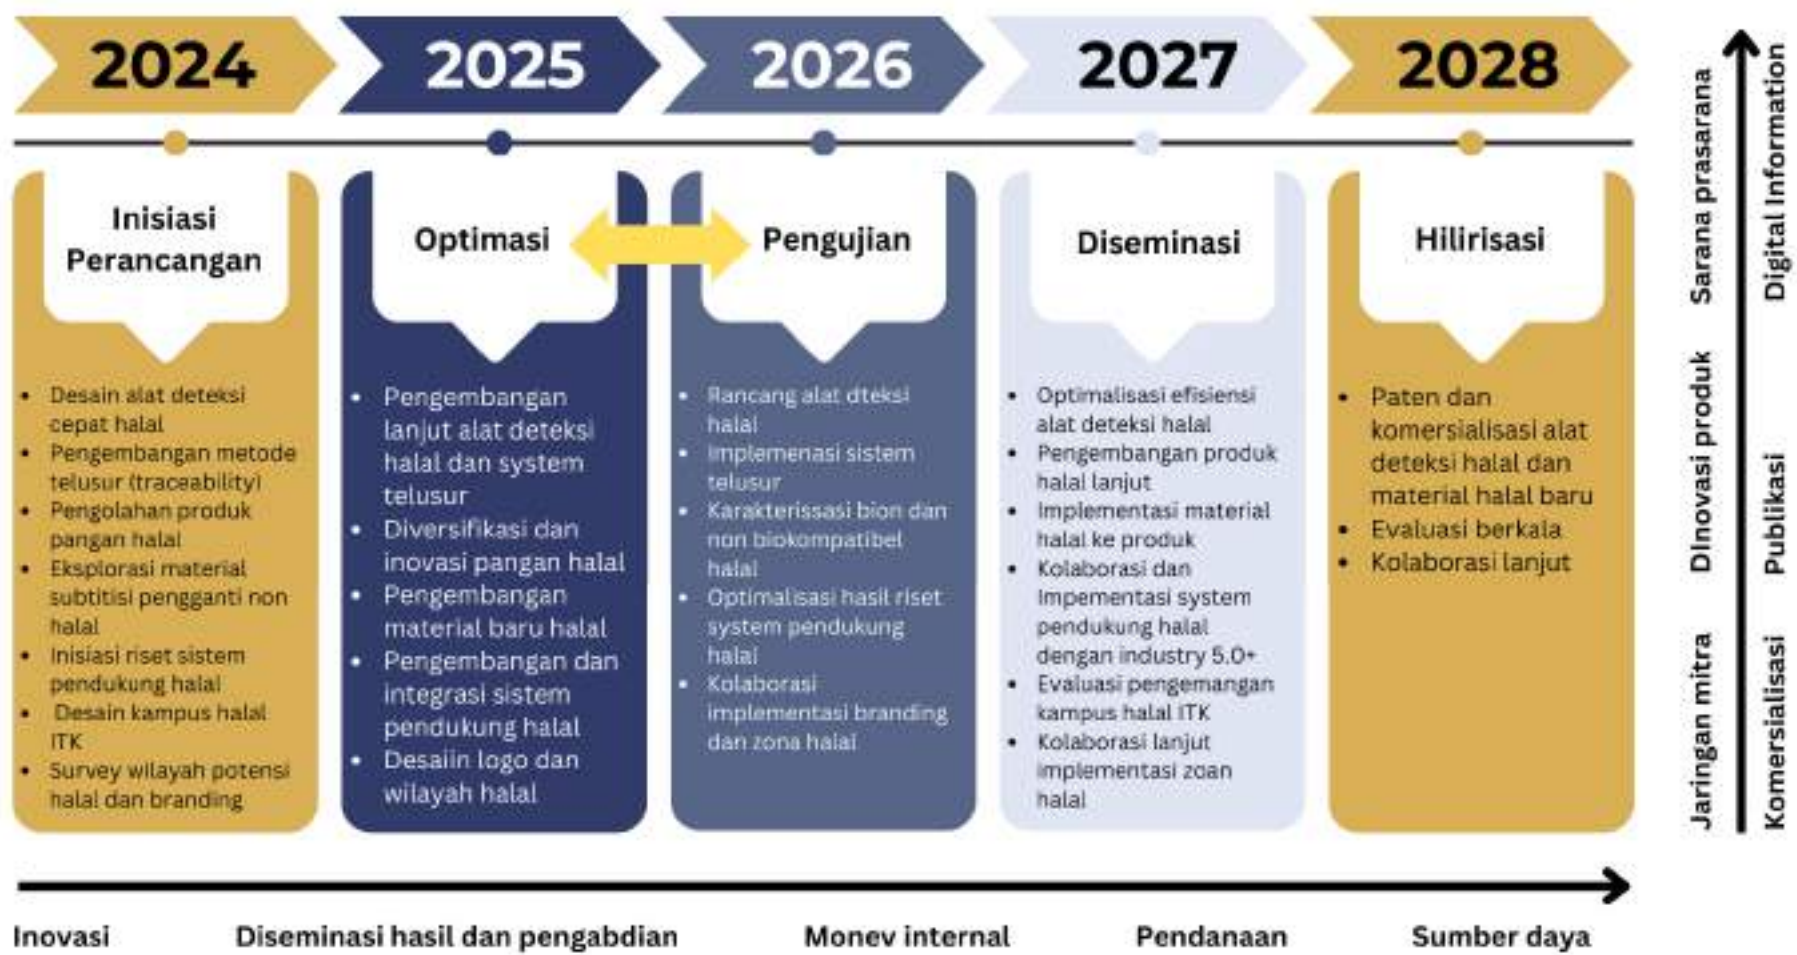 2024
2025
2026
2027
2028
Inisiasi
Perancangan
Desain alat deteksi
cepat halal
Pengembangan metode
telusur (traceability)
Pengolahan produk
pangan halal
Eksplorasi material
subtitisi pengganti non
halal
Inisiasi riset sistem
pendukung halal
Desain kampus halal
ITK
Survey wilayah potensi
halal dan branding
Optimasi
Pengembangan
lanjut alat deteksi
halal dan system
telusur
Diversifikasi dan
inovasi pangan halal
Pengembangan
material baru halal
Pengembangan dan
integrasi sistem
pendukung halal
Desaiin logo dan
wilayah halal
Pengujian
Rancang alat dteksi
halal
Implemenasi sistem
telusur
Karakterissasi bion dan
non biokompatibel
halal
Optimalisasi hasil riset
system pendukung
halal
Kolaborasi
implementasi branding
dan zona halal
Diseminasi
Optimalisasi efisiensi
alat deteksi halal
Pengembangan produk
halal lanjut
Implementasi material
halal ke produk
Kolaborasi dan
Impementasi system
pendukung halal
dengan industry 5.0+
Evaluasi pengemangan
kampus halal ITK
Kolaborasi lanjut
implementasi zoan
halal
Hilirisasi
Paten dan
komersialisasi alat
deteksi halal dan
material halal baru
Evaluasi berkala
Kolaborasi lanjut
Sarana prasarana
DInovasi produk
Jaringan mitra
Digital Information
Publikasi
Komersialisasi
Inovasi
Diseminasi hasil dan pengabdian
Monev internal
Pendanaan
Sumber daya